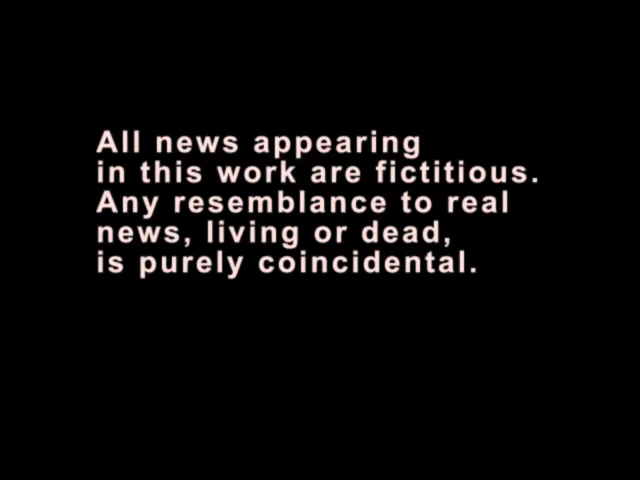 All news appearing
in this work are fictitious.
Any resemblance to real
news, living or dead,
is purely coincidental.